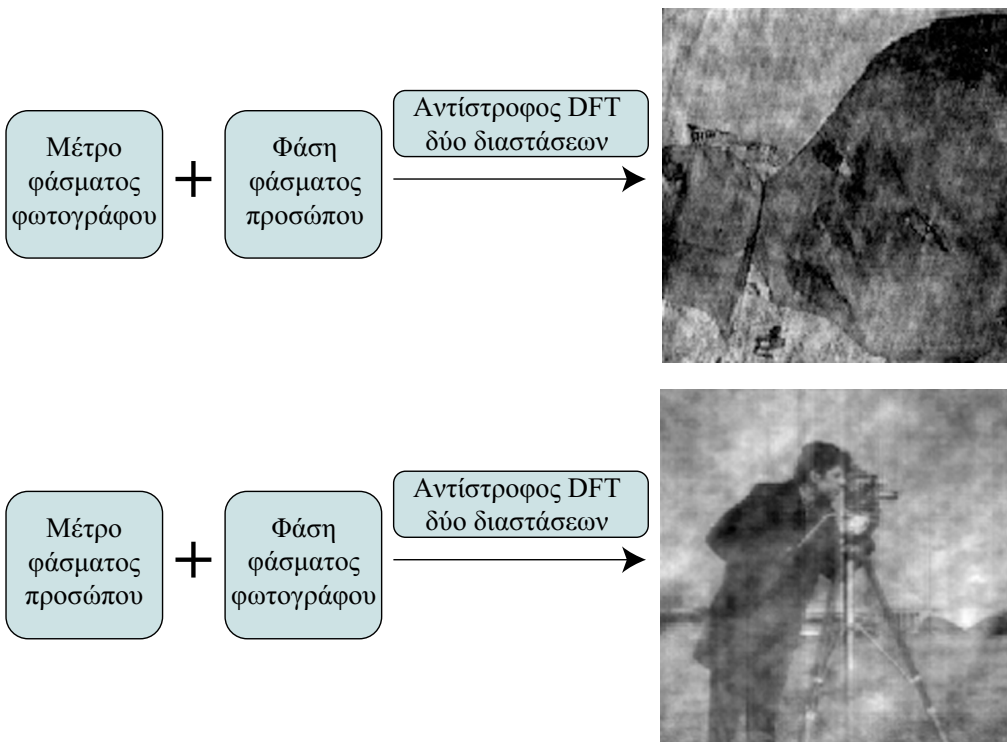 Μέτρο
φάσματος
φωτογράφου
+
Φάση
φάσματος
προσώπου
Αντίστροφος DFT
δύο διαστάσεων
Μέτρο
φάσματος
προσώπου
+
Φάση
φάσματος
φωτογράφου
Αντίστροφος DFT
δύο διαστάσεων